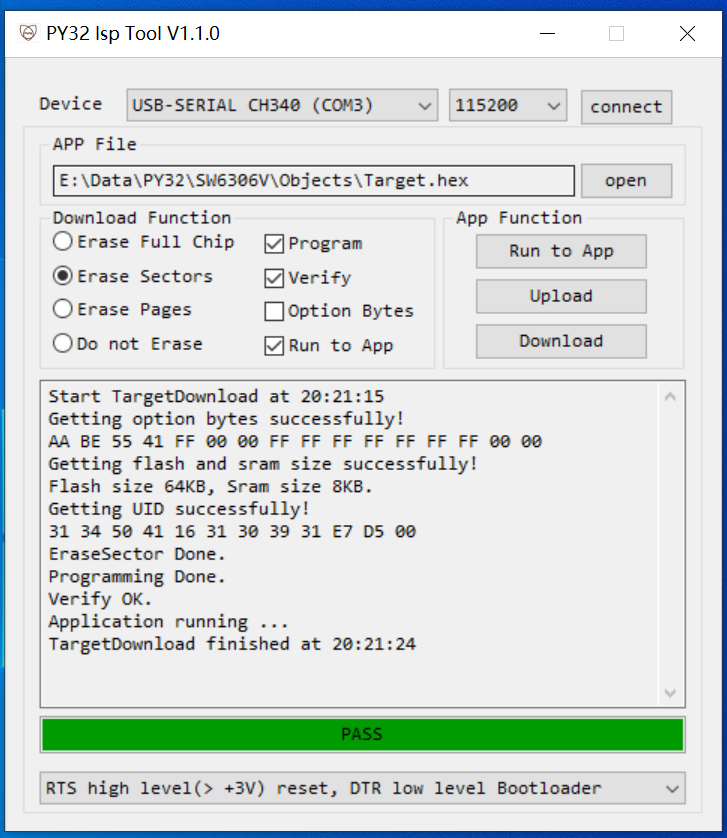 PY32 Isp Tool V1.1.0
Device USB-SERIAL CH340 (COM3) 115200 connect
APP File
E:\Data\PY32\SW6306V\Objects\Target.hex open
Download Function App Function
Erase Full Chip Program Run to App
Erase Sectors Verify Upload
Erase Pages Option Bytes
Do not Erase Run to App Download
Start TargetDownload at 20:21:15
Getting option bytes successfully!
AA BE 55 41 FF 00 00 FF FF FF FF FF FF FF 00 00
Getting flash and sram size successfully!
Flash size 64KB, Sram size 8KB.
Getting UID successfully!
31 34 50 41 16 31 30 39 31 E7 D5 00
EraseSector Done.
Programming Done.
Verify OK.
Application running ...
TargetDownload finished at 20:21:24
PASS
RTS high level(> +3V) reset, DTR low level Bootloader